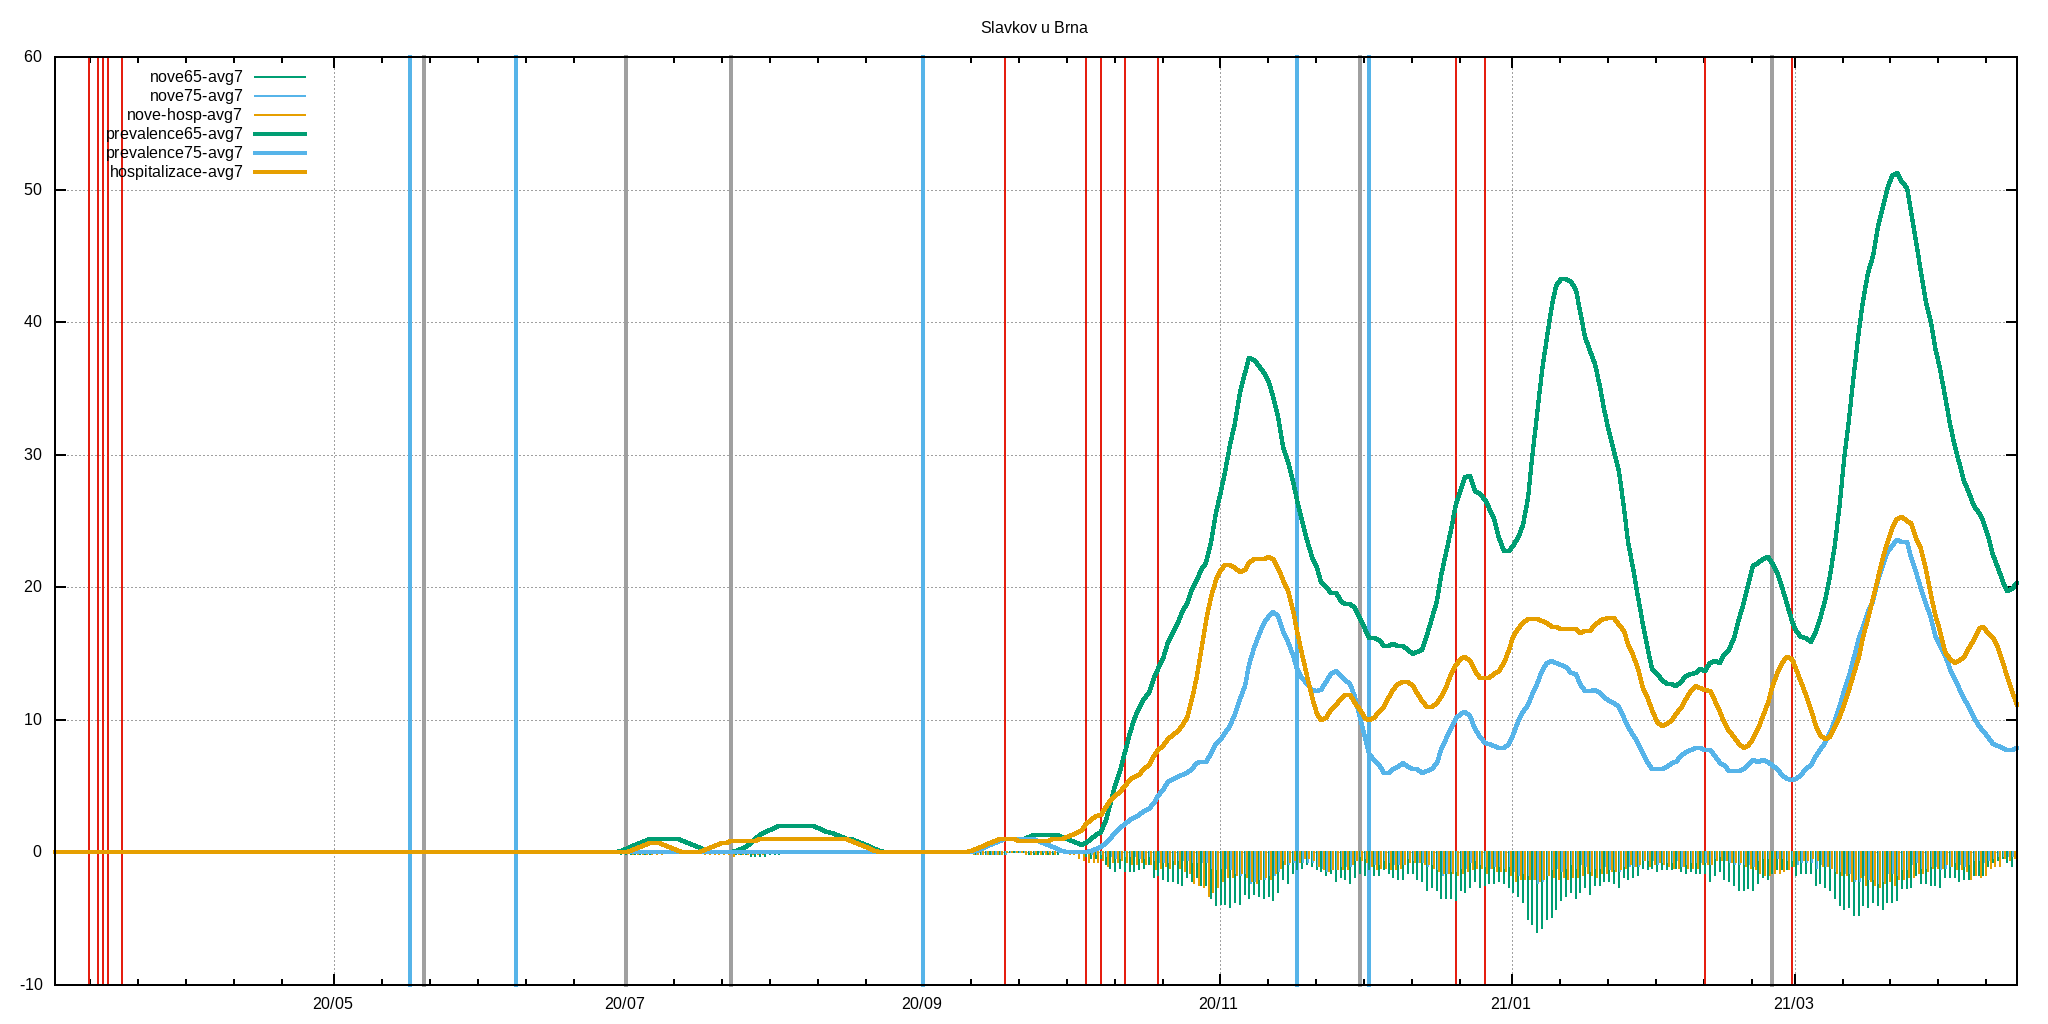 Slavkov u Brna
60
50
40
30
20
10
0
-10
nove65-avg7
nove75-avg7
nove-hosp-avg7
prevalence65-avg7
prevalence75-avg7
hospitalizace-avg7
20/05
20/07
20/09
20/11
21/01
21/03